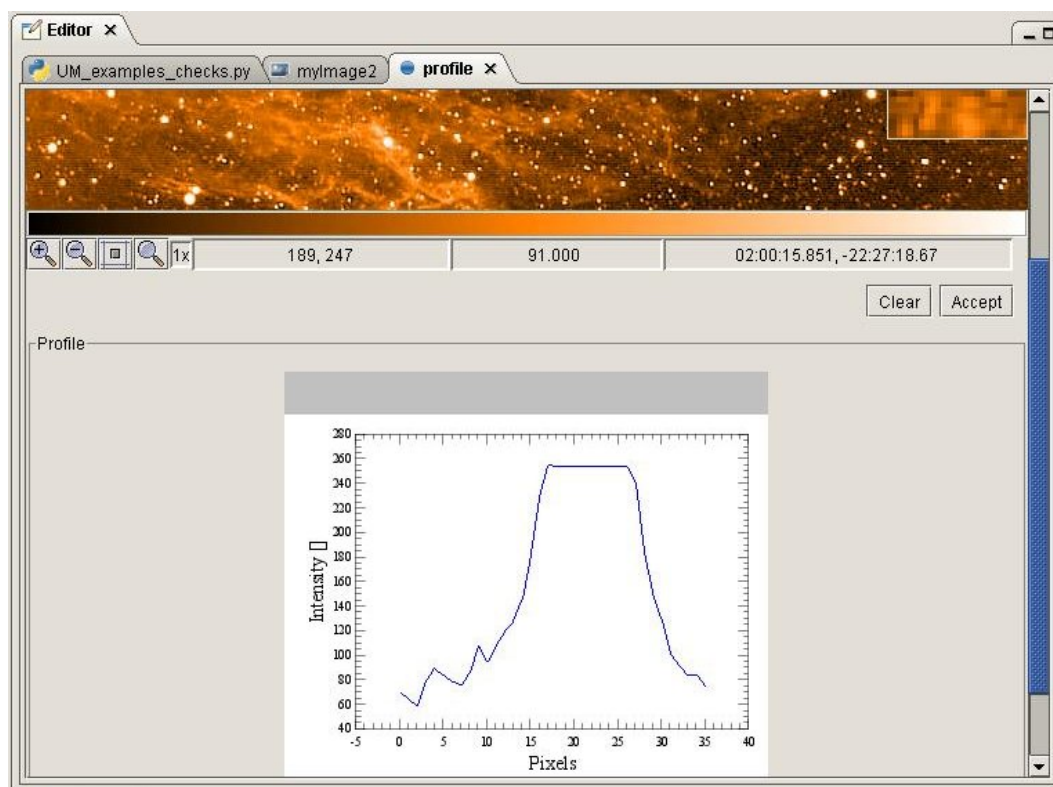 Editor
UM_examples_checks.py myImage2 profile
1x 189, 247 91.000 02:00:15.851, -22:27:18.67
Clear Accept
Profile
280
260
240
220
200
180
160
140
120
100
80
60
40
Intensity []
-5 0 5 10 15 20 25 30 35 40
Pixels